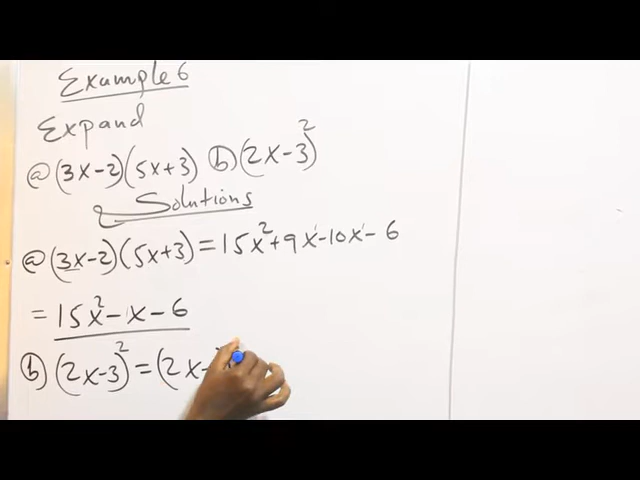 Example 6
Expand
ⓐ (3x-2)(5x+3) ⓑ (2x-3)²
Solutions
ⓐ (3x-2)(5x+3) = 15x²+9x-10x-6
= 15x²-1x-6
ⓑ (2x-3)² = (2x-